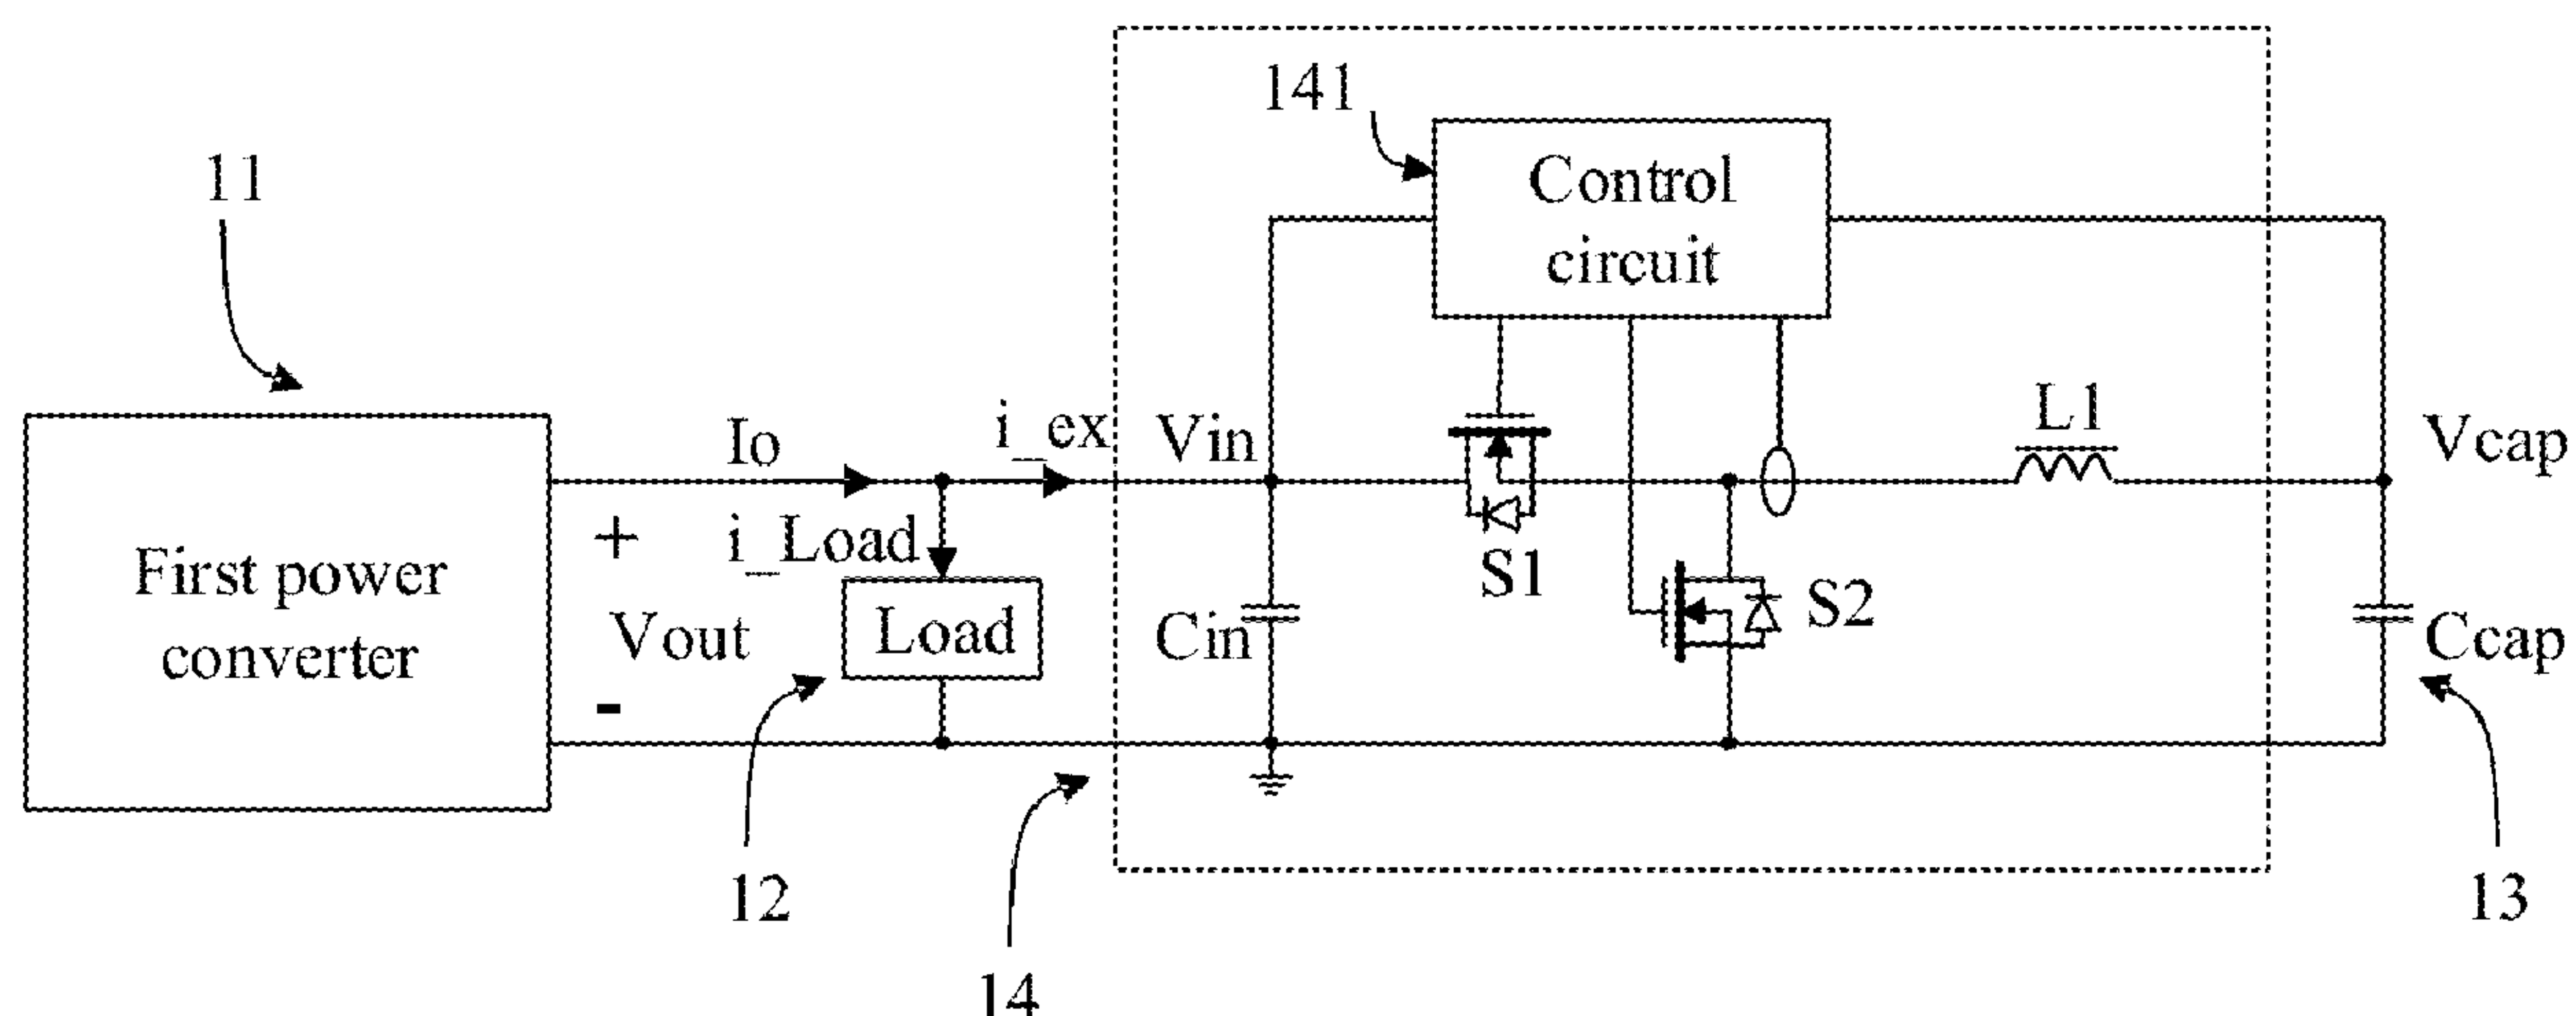 141
Control
circuit
11
Io
i_ex
Vin
L1
Vcap
First power
converter
+
i_Load
Vout
-
Load
Cin
S1
S2
Ccap
12
14
13